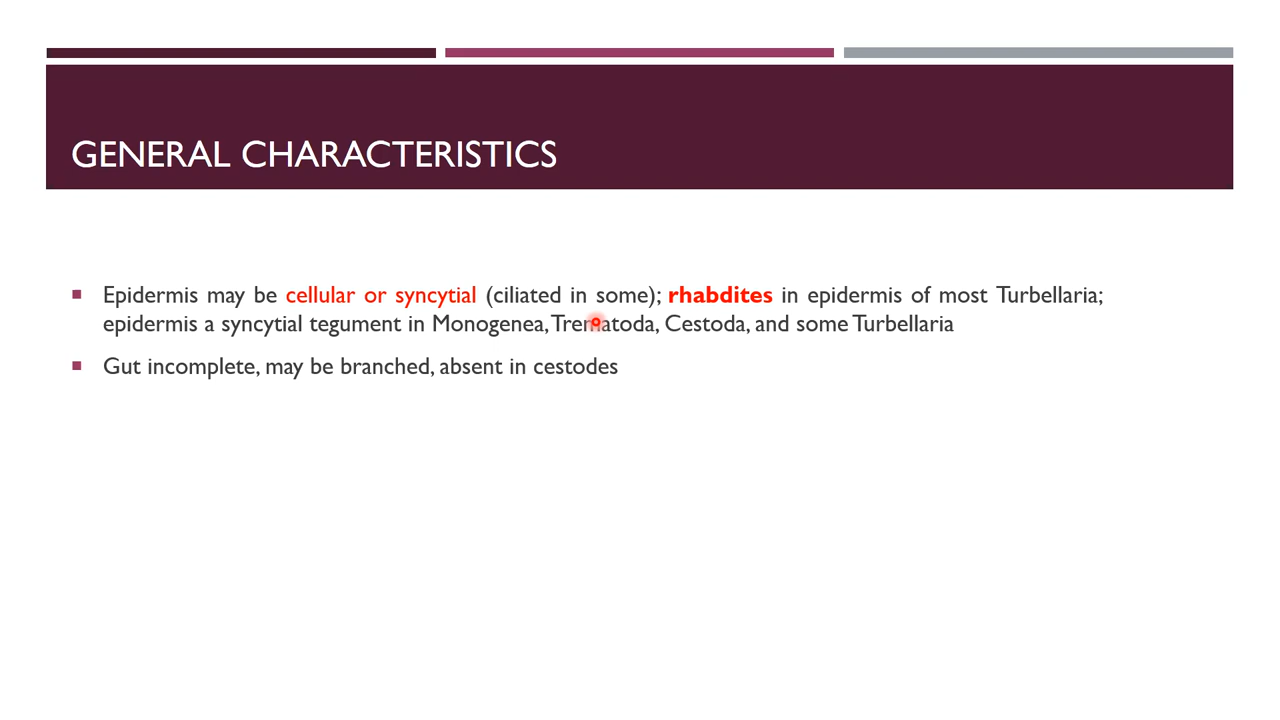 GENERAL CHARACTERISTICS
Epidermis may be cellular or syncytial (ciliated in some); rhabdites in epidermis of most Turbellaria;
epidermis a syncytial tegument in Monogenea, Trematoda, Cestoda, and some Turbellaria
Gut incomplete, may be branched, absent in cestodes